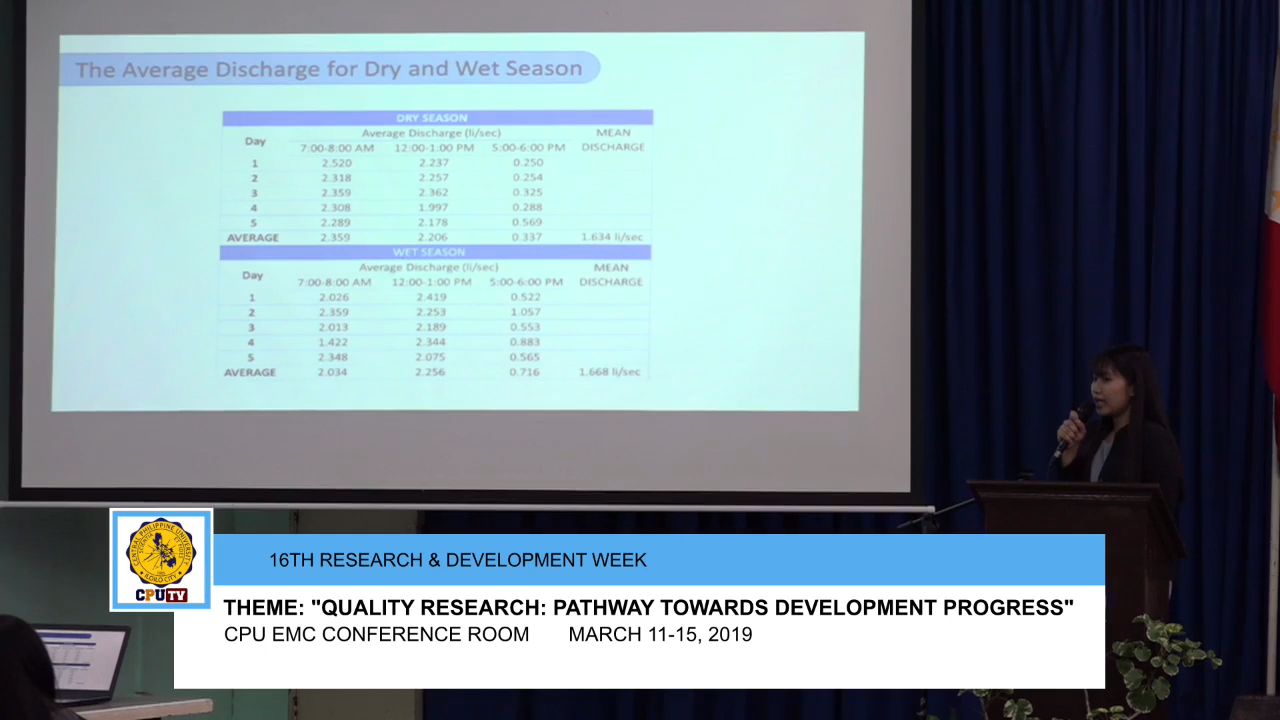 The Average Discharge for Dry and Wet Season
DRY SEASON
Day Average Discharge (li/sec) MEAN DISCHARGE
7:00-8:00 AM 12:00-1:00 PM 5:00-6:00 PM
1 2.520 2.237 0.250
2 2.318 2.257 0.254
3 2.359 2.362 0.325
4 2.308 1.997 0.288
5 2.289 2.178 0.569
AVERAGE 2.359 2.206 0.337 1.634 li/sec
WET SEASON
Day Average Discharge (li/sec) MEAN DISCHARGE
7:00-8:00 AM 12:00-1:00 PM 5:00-6:00 PM
1 2.026 2.419 0.522
2 2.359 2.253 1.057
3 2.013 2.189 0.553
4 1.422 2.344 0.883
5 2.348 2.075 0.565
AVERAGE 2.034 2.256 0.716 1.668 li/sec
CENTRAL PHILIPPINE UNIVERSITY
ILOILO CITY
CPUTV
16TH RESEARCH & DEVELOPMENT WEEK
THEME: "QUALITY RESEARCH: PATHWAY TOWARDS DEVELOPMENT PROGRESS"
CPU EMC CONFERENCE ROOM MARCH 11-15, 2019